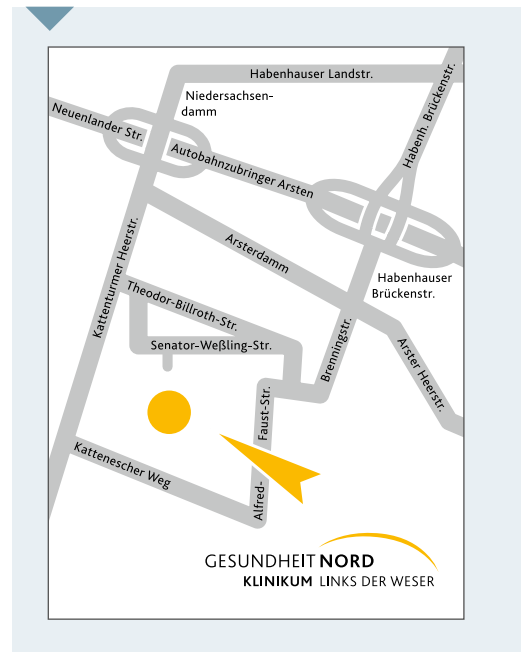 Habenhauser Landstr.
Niedersachsen-
damm
Habenh. Brückenstr.
Neuenlander Str.
Autobahnzubringer Arsten
Arsterdamm
Kattenturmer Heerstr.
Habenhauser
Brückenstr.
Theodor-Billroth-Str.
Senator-Weßling-Str.
Brenningstr.
Arster Heerstr.
Alfred-Faust-Str.
Kattenescher Weg
GESUNDHEIT NORD
KLINIKUM LINKS DER WESER